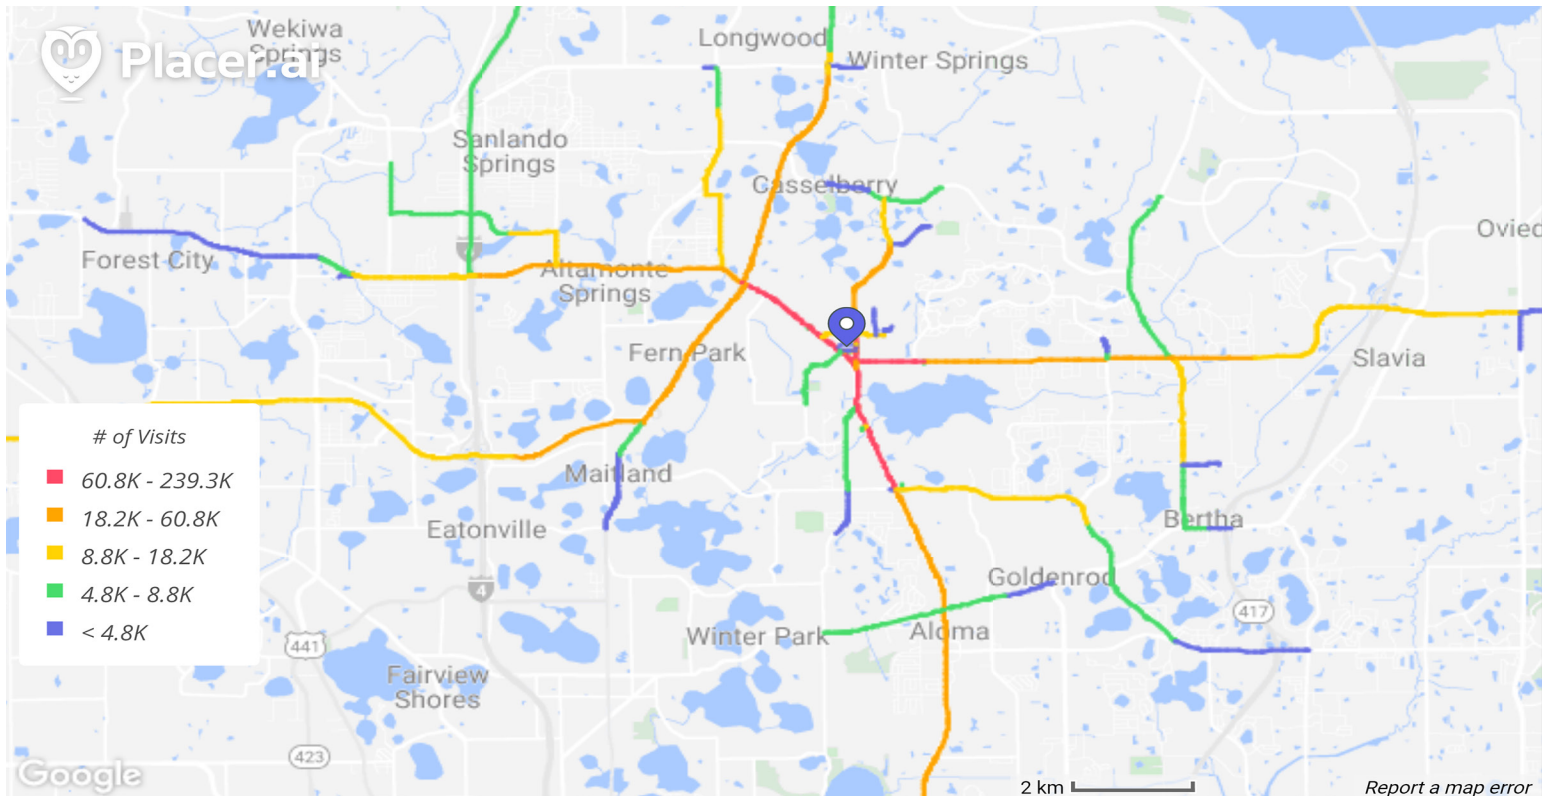 Wekiwa
Springs
Placer.ai
Longwood
Winter Springs
Sanlando
Springs
Casselberry
Ovied
Forest City
4
Altamonte
Springs
Fern Park
Slavia
# of Visits
60.8K - 239.3K
18.2K - 60.8K
8.8K - 18.2K
4.8K - 8.8K
< 4.8K
Maitland
Eatonville
Bertha
4
Goldenrod
417
441
Winter Park
Aloma
Fairview
Shores
423
Google
2 km
Report a map error